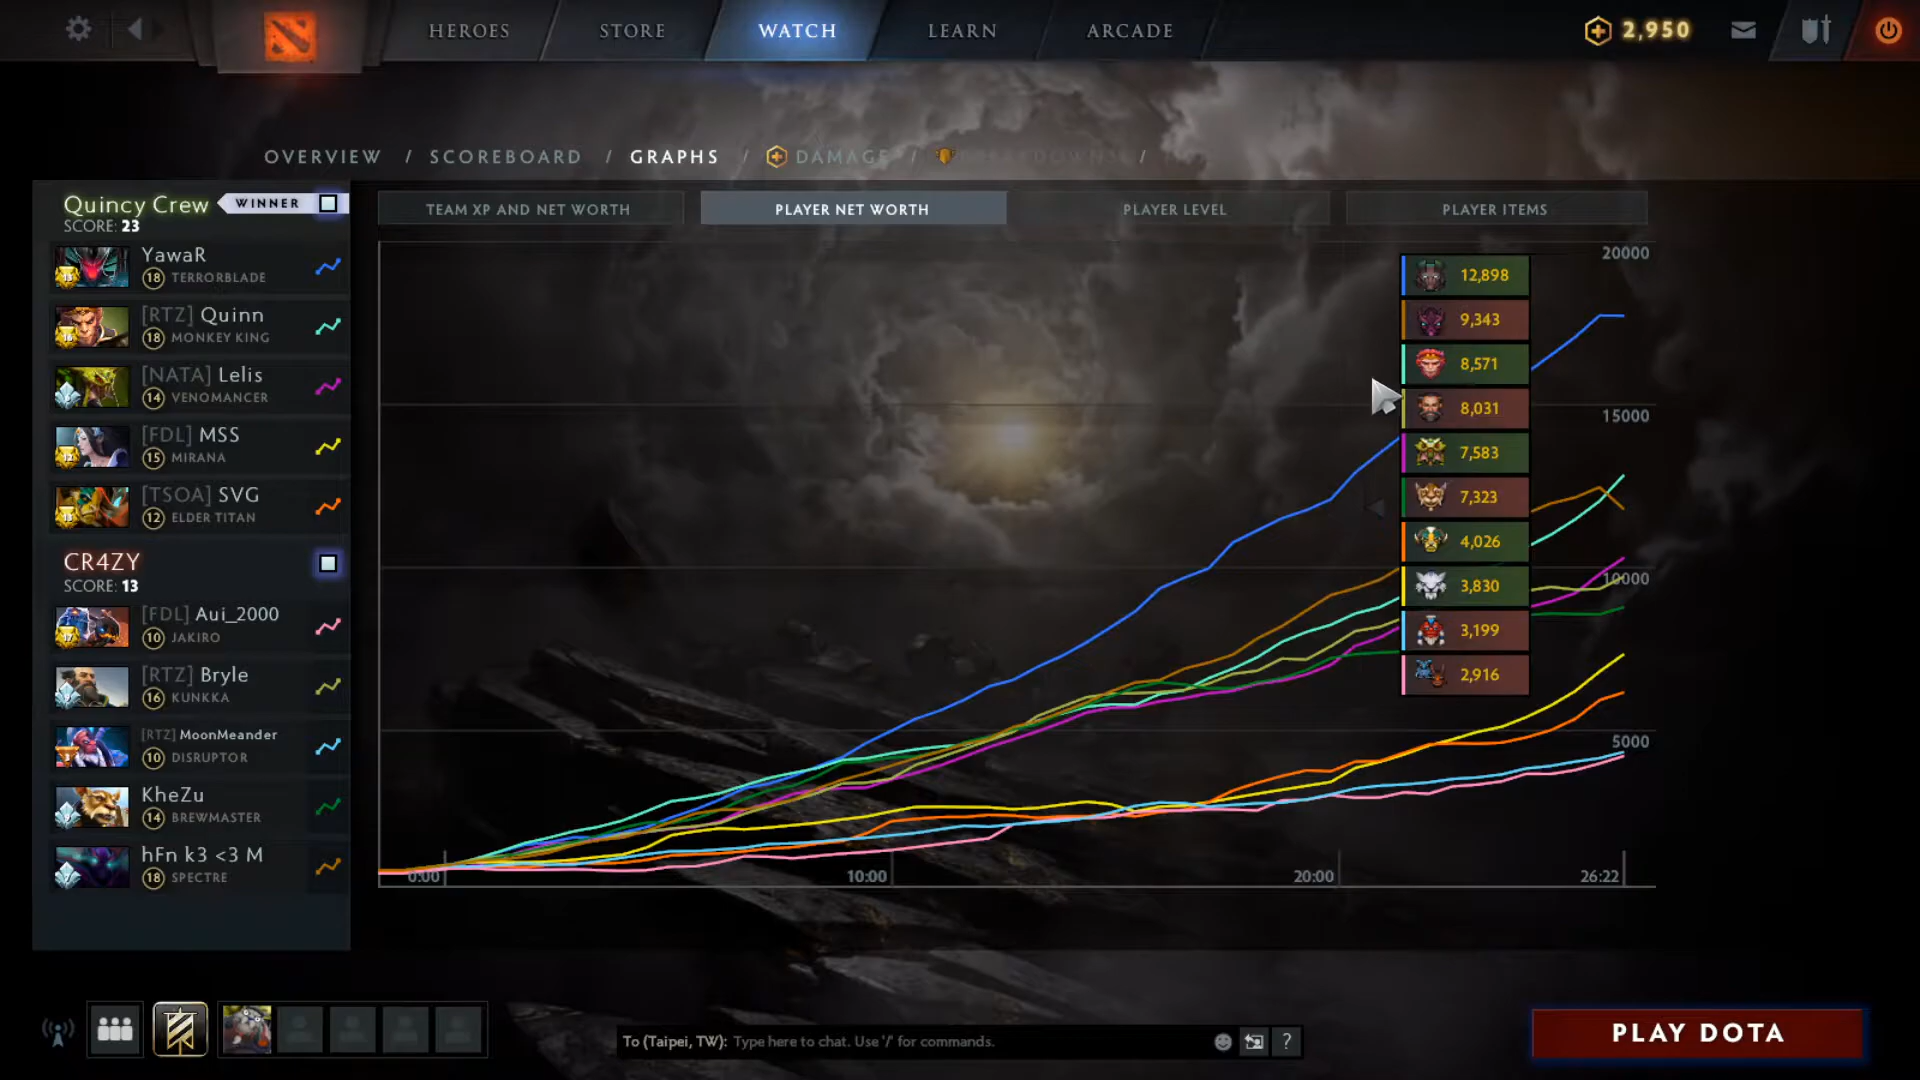 HEROES
STORE
WATCH
LEARN
ARCADE
2,950
OVERVIEW / SCOREBOARD / GRAPHS / DAMAGE / /
Quincy Crew WINNER
SCORE: 23
YawaR
18 TERRORBLADE
[RTZ] Quinn
18 MONKEY KING
[NATA] Lelis
14 VENOMANCER
[FDL] MSS
15 MIRANA
[TSOA] SVG
12 ELDER TITAN
CR4ZY
SCORE: 13
[FDL] Aui_2000
10 JAKIRO
[RTZ] Bryle
16 KUNKKA
[RTZ] MoonMeander
10 DISRUPTOR
KheZu
14 BREWMASTER
hFn k3 <3 M
18 SPECTRE
TEAM XP AND NET WORTH
PLAYER NET WORTH
PLAYER LEVEL
PLAYER ITEMS
20000
15000
10000
5000
12,898
9,343
8,571
8,031
7,583
7,323
4,026
3,830
3,199
2,916
0:00
10:00
20:00
26:22
To (Taipei, TW): Type here to chat. Use '/' for commands.
?
PLAY DOTA